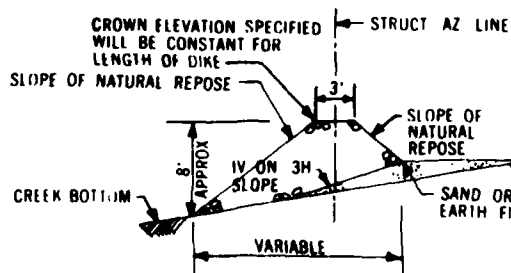 CROWN ELEVATION SPECIFIED
WILL BE CONSTANT FOR
LENGTH OF DIKE
STRUCT AZ LINE
SLOPE OF NATURAL REPOSE
3'
SLOPE OF
NATURAL
REPOSE
8'
APPROX
1V ON 3H
SLOPE
CREEK BOTTOM
SAND OR
EARTH F
VARIABLE